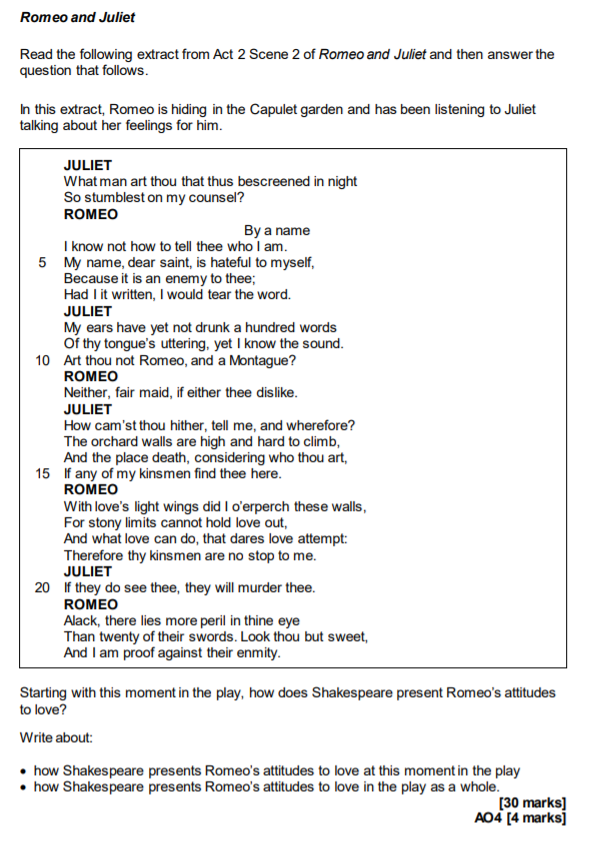 Romeo and Juliet
Read the following extract from Act 2 Scene 2 of Romeo and Juliet and then answer the
question that follows.
In this extract, Romeo is hiding in the Capulet garden and has been listening to Juliet
talking about her feelings for him.
JULIET
What man art thou that thus bescreened in night
So stumblest on my counsel?
ROMEO
By a name
I know not how to tell thee who I am.
5 My name, dear saint, is hateful to myself,
Because it is an enemy to thee;
Had I it written, I would tear the word.
JULIET
My ears have yet not drunk a hundred words
Of thy tongue's uttering, yet I know the sound.
10 Art thou not Romeo, and a Montague?
ROMEO
Neither, fair maid, if either thee dislike.
JULIET
How cam'st thou hither, tell me, and wherefore?
The orchard walls are high and hard to climb,
And the place death, considering who thou art,
15 If any of my kinsmen find thee here.
ROMEO
With love's light wings did I o'erperch these walls,
For stony limits cannot hold love out,
And what love can do, that dares love attempt:
Therefore thy kinsmen are no stop to me.
JULIET
20 If they do see thee, they will murder thee.
ROMEO
Alack, there lies more peril in thine eye
Than twenty of their swords. Look thou but sweet,
And I am proof against their enmity.
Starting with this moment in the play, how does Shakespeare present Romeo's attitudes
to love?
Write about:
• how Shakespeare presents Romeo's attitudes to love at this moment in the play
• how Shakespeare presents Romeo's attitudes to love in the play as a whole.
[30 marks]
AO4 [4 marks]